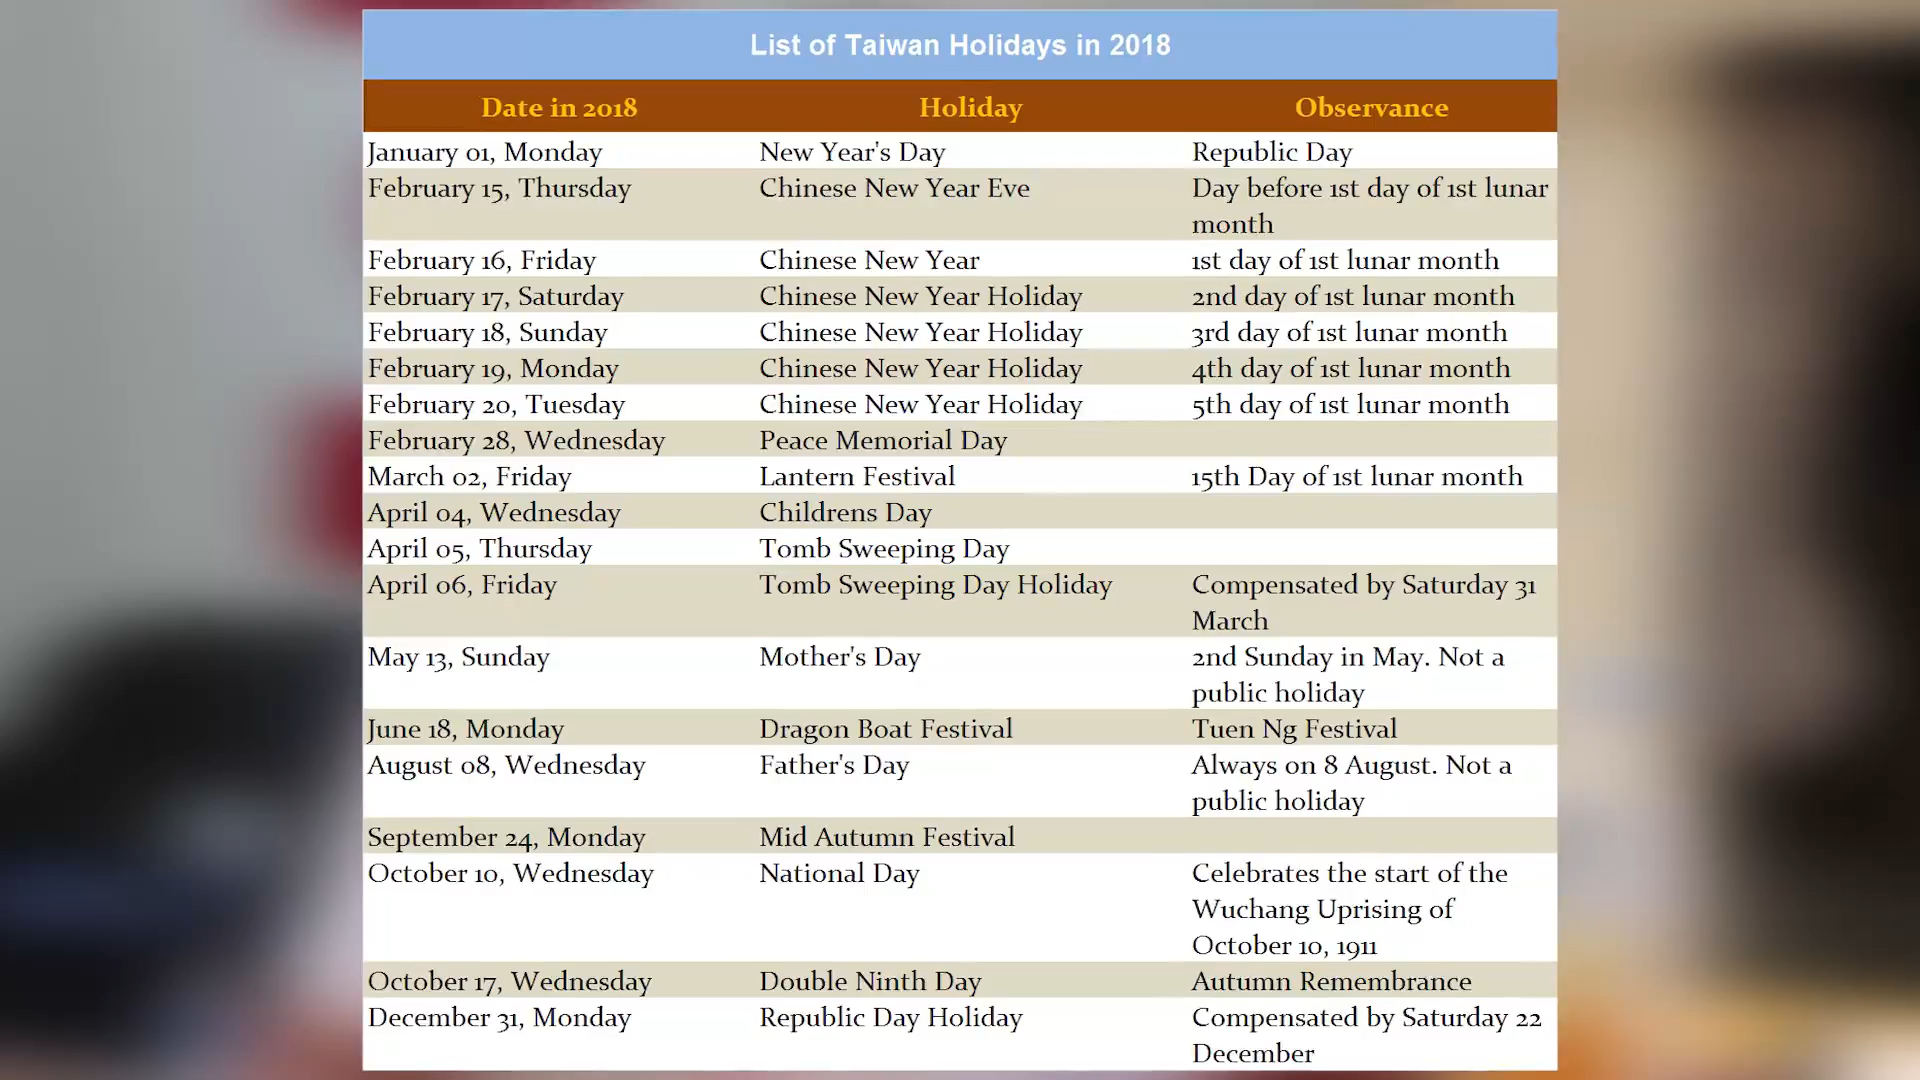 List of Taiwan Holidays in 2018
Date in 2018 Holiday Observance
January 01, Monday New Year's Day Republic Day
February 15, Thursday Chinese New Year Eve Day before 1st day of 1st lunar
month
February 16, Friday Chinese New Year 1st day of 1st lunar month
February 17, Saturday Chinese New Year Holiday 2nd day of 1st lunar month
February 18, Sunday Chinese New Year Holiday 3rd day of 1st lunar month
February 19, Monday Chinese New Year Holiday 4th day of 1st lunar month
February 20, Tuesday Chinese New Year Holiday 5th day of 1st lunar month
February 28, Wednesday Peace Memorial Day
March 02, Friday Lantern Festival 15th Day of 1st lunar month
April 04, Wednesday Childrens Day
April 05, Thursday Tomb Sweeping Day
April 06, Friday Tomb Sweeping Day Holiday Compensated by Saturday 31
March
May 13, Sunday Mother's Day 2nd Sunday in May. Not a
public holiday
June 18, Monday Dragon Boat Festival Tuen Ng Festival
August 08, Wednesday Father's Day Always on 8 August. Not a
public holiday
September 24, Monday Mid Autumn Festival
October 10, Wednesday National Day Celebrates the start of the
Wuchang Uprising of
October 10, 1911
October 17, Wednesday Double Ninth Day Autumn Remembrance
December 31, Monday Republic Day Holiday Compensated by Saturday 22
December